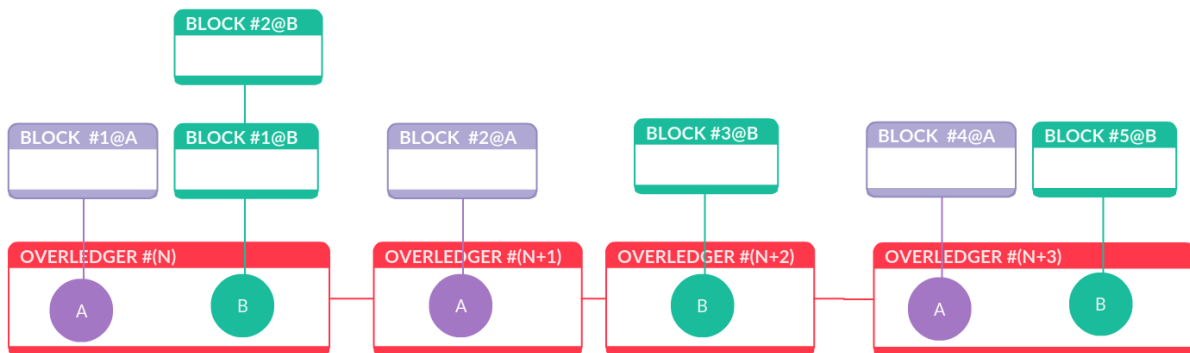 BLOCK #2@B
BLOCK #1@A
BLOCK #1@B
BLOCK #2@A
BLOCK #3@B
BLOCK #4@A
BLOCK #5@B
OVERLEDGER #(N)
OVERLEDGER #(N+1)
OVERLEDGER #(N+2)
OVERLEDGER #(N+3)
A
B
A
B
A
B